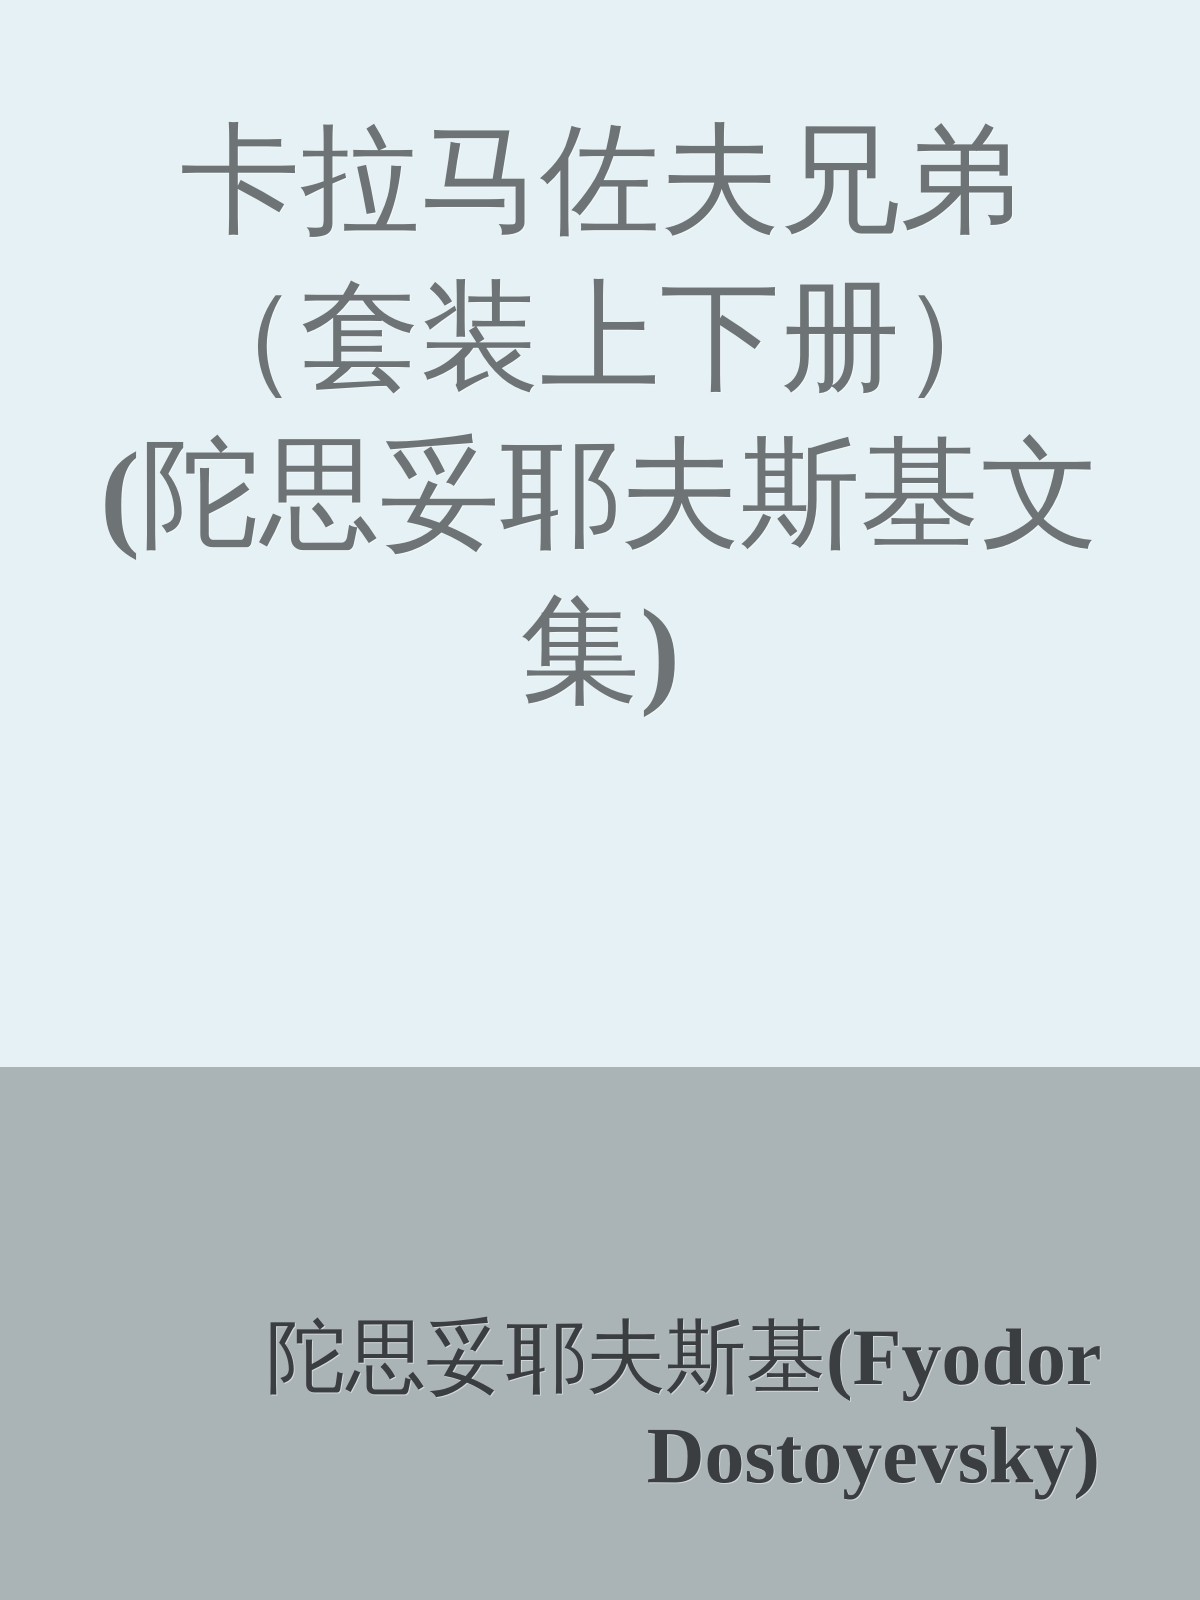 卡拉马佐夫兄弟
（套装上下册）
(陀思妥耶夫斯基文
集)
陀思妥耶夫斯基(Fyodor
Dostoyevsky)